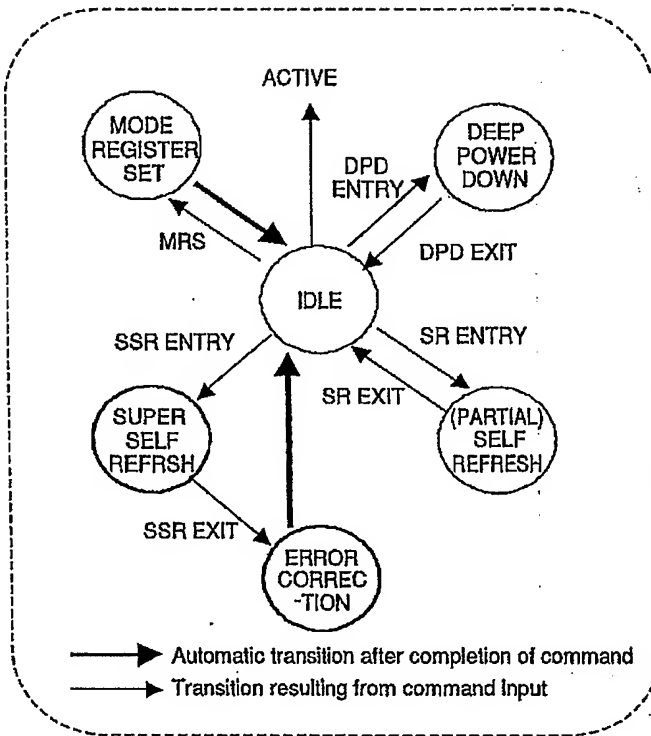 ACTIVE
MODE
REGISTER
SET
DEEP
POWER
DOWN
DPD
ENTRY
MRS
DPD EXIT
IDLE
SSR ENTRY
SR ENTRY
SR EXIT
SUPER
SELF
REFRSH
(PARTIAL)
SELF
REFRESH
SSR EXIT
ERROR
CORREC
-TION
Automatic transition after completion of command
Transition resulting from command Input